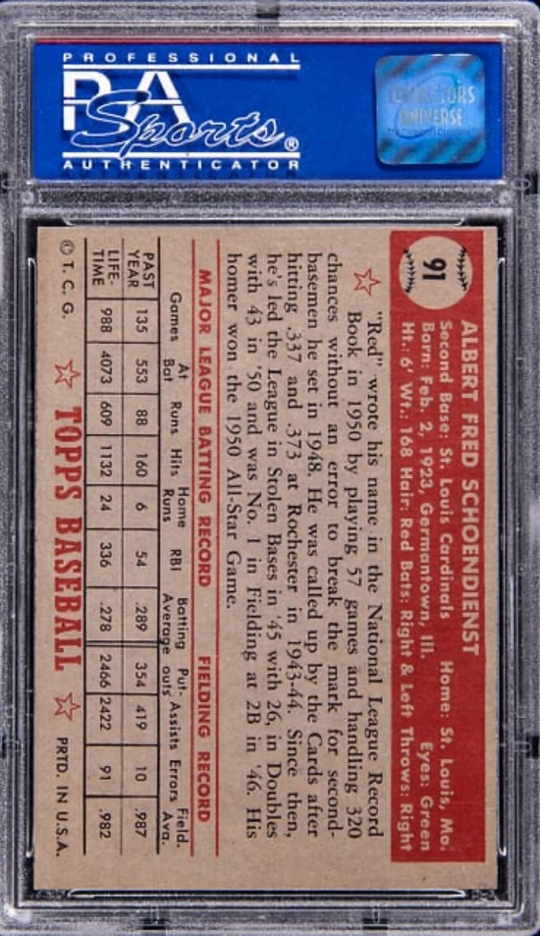 PROFESSIONAL
PSA
Sports®
AUTHENTICATOR
COLLECTORS
UNIVERSE
91
ALBERT FRED SCHOENDIENST
Second Base: St. Louis Cardinals Home: St. Louis, Mo.
Born: Feb. 2, 1923, Germantown, Ill. Eyes: Green
Ht.: 6' Wt.: 168 Hair: Red Bats: Right & Left Throws: Right
"Red" wrote his name in the National League Record
Book in 1950 by playing 57 games and handling 320
chances without an error to break the mark for second-
basemen he set in 1948. He was called up by the Cards after
hitting .337 and .373 at Rochester in 1943-44. Since then,
he's led the League in Stolen Bases in '45 with 26, in Doubles
with 43 in '50 and was No. 1 in Fielding at 2B in '46. His
homer won the 1950 All-Star Game.
MAJOR LEAGUE BATTING RECORD FIELDING RECORD
Games At Bat Runs Hits Home Runs RBI Batting Average Put-outs Assists Errors Field. Avg.
PAST YEAR 135 553 88 160 6 54 .289 354 419 10 .987
LIFE-TIME 988 4073 609 1132 24 336 .278 2466 2422 91 .982
© T. C. G. TOPPS BASEBALL PRTD. IN U.S.A.